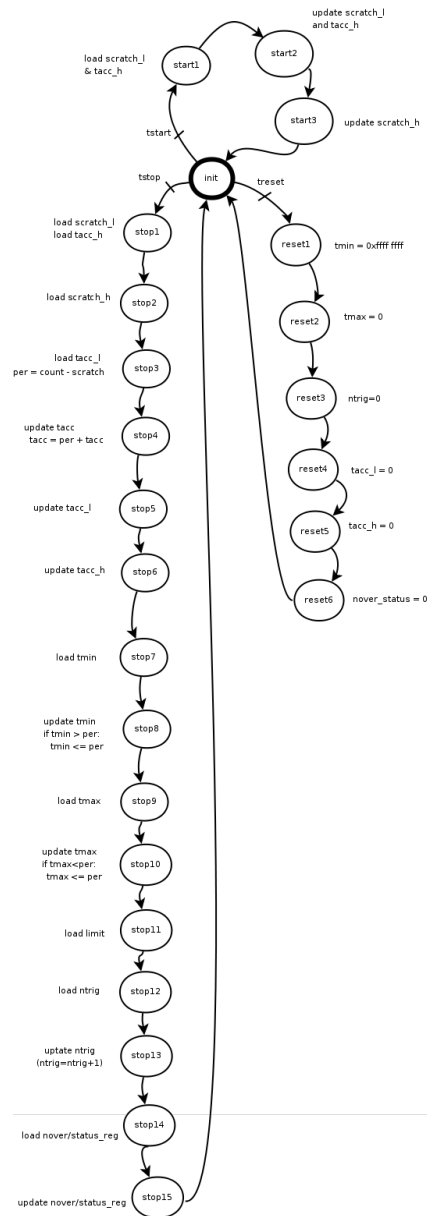 update scratch_l
and tacc_h
load scratch_l
& tacc_h
start1
start2
start3
update scratch_h
tstart
init
tstop
treset
load scratch_l
load tacc_h
stop1
reset1
tmin = 0xffff ffff
load scratch_h
stop2
reset2
tmax = 0
load tacc_l
per = count - scratch
stop3
reset3
ntrig=0
update tacc
tacc = per + tacc
stop4
reset4
tacc_l = 0
update tacc_l
stop5
reset5
tacc_h = 0
update tacc_h
stop6
reset6
nover_status = 0
load tmin
stop7
update tmin
if tmin > per:
tmin <= per
stop8
load tmax
stop9
update tmax
if tmax<per:
tmax <= per
stop10
load limit
stop11
load ntrig
stop12
uptate ntrig
(ntrig=ntrig+1)
stop13
load nover/status_reg
stop14
update nover/status_reg
stop15